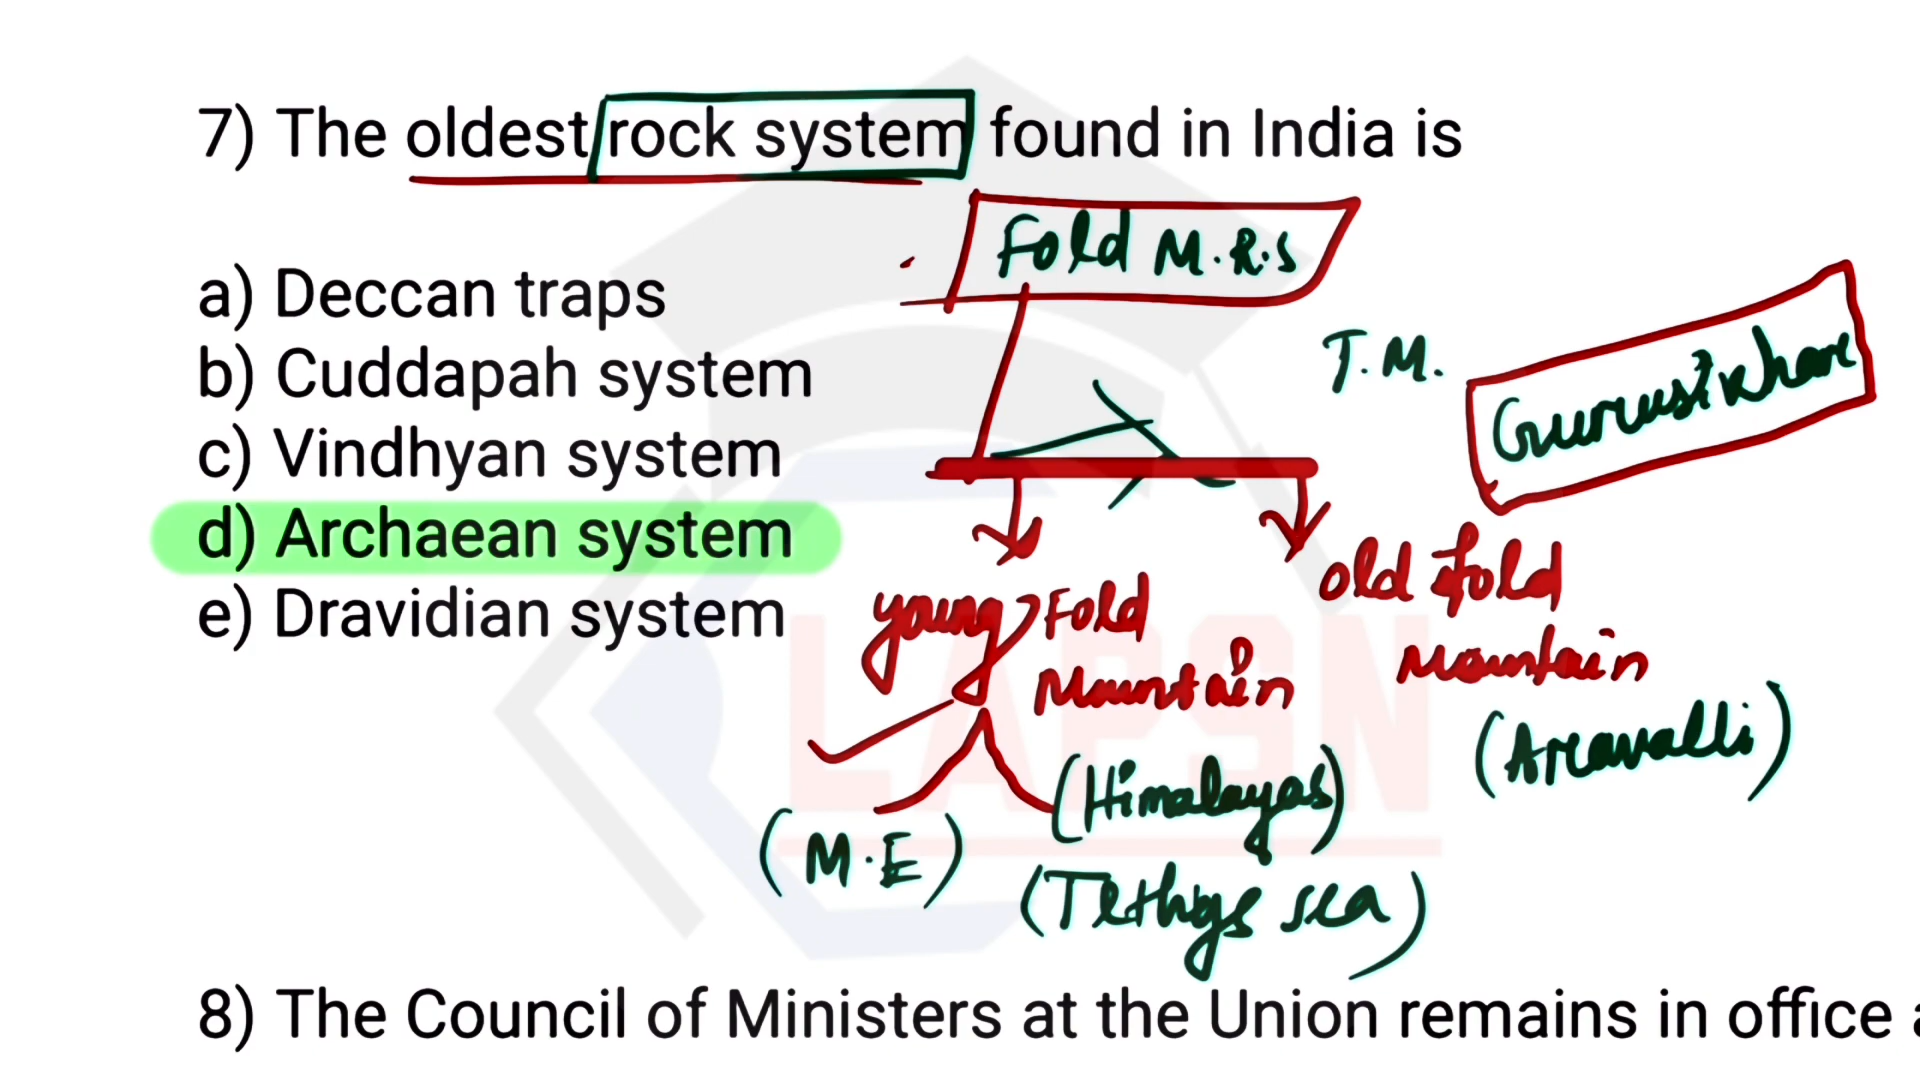 7) The oldest rock system found in India is
Fold M.R.S
a) Deccan traps
b) Cuddapah system
c) Vindhyan system
d) Archaean system
e) Dravidian system
T.M.
Gurusikhare
young Fold
Mountain
old fold
Mountain
(Aravalli)
(M.E)
(Himalayas)
(Tethys sea)
LAPSN
8) The Council of Ministers at the Union remains in office a